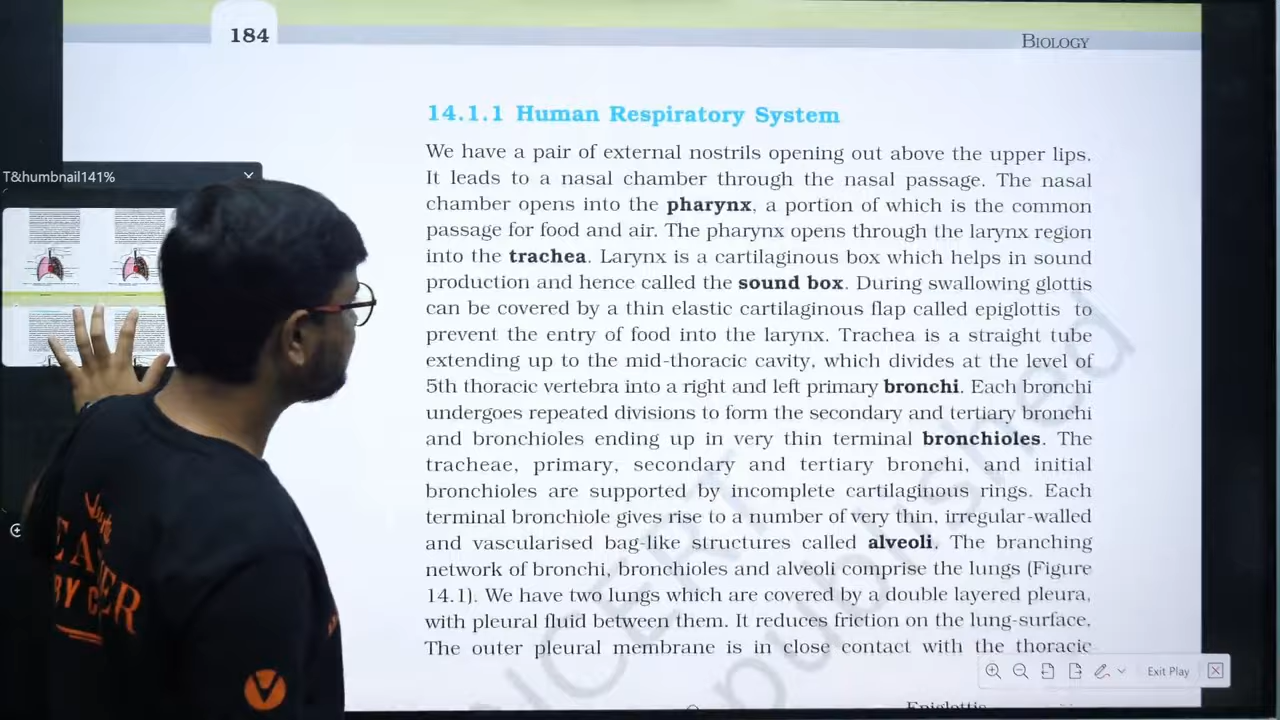 184
BIOLOGY
14.1.1 Human Respiratory System
We have a pair of external nostrils opening out above the upper lips.
It leads to a nasal chamber through the nasal passage. The nasal
chamber opens into the pharynx, a portion of which is the common
passage for food and air. The pharynx opens through the larynx region
into the trachea. Larynx is a cartilaginous box which helps in sound
production and hence called the sound box. During swallowing glottis
can be covered by a thin elastic cartilaginous flap called epiglottis to
prevent the entry of food into the larynx. Trachea is a straight tube
extending up to the mid-thoracic cavity, which divides at the level of
5th thoracic vertebra into a right and left primary bronchi. Each bronchi
undergoes repeated divisions to form the secondary and tertiary bronchi
and bronchioles ending up in very thin terminal bronchioles. The
tracheae, primary, secondary and tertiary bronchi, and initial
bronchioles are supported by incomplete cartilaginous rings. Each
terminal bronchiole gives rise to a number of very thin, irregular-walled
and vascularised bag-like structures called alveoli. The branching
network of bronchi, bronchioles and alveoli comprise the lungs (Figure
14.1). We have two lungs which are covered by a double layered pleura,
with pleural fluid between them. It reduces friction on the lung-surface.
The outer pleural membrane is in close contact with the thoracic
Epiglottis
T&humbnail141%
Exit Play
BY
NCERT
published